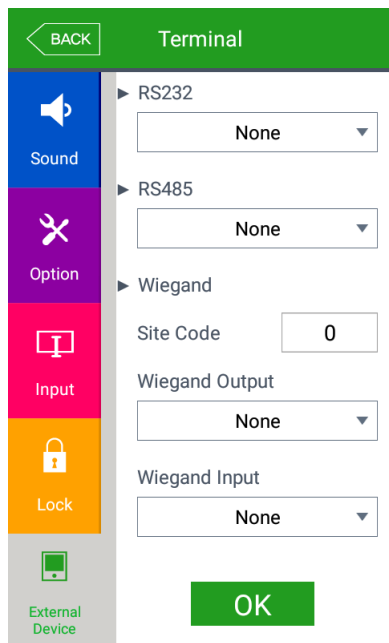 BACK
Terminal
Sound
Option
Input
Lock
External
Device
► RS232
None
► RS485
None
► Wiegand
Site Code 0
Wiegand Output
None
Wiegand Input
None
OK